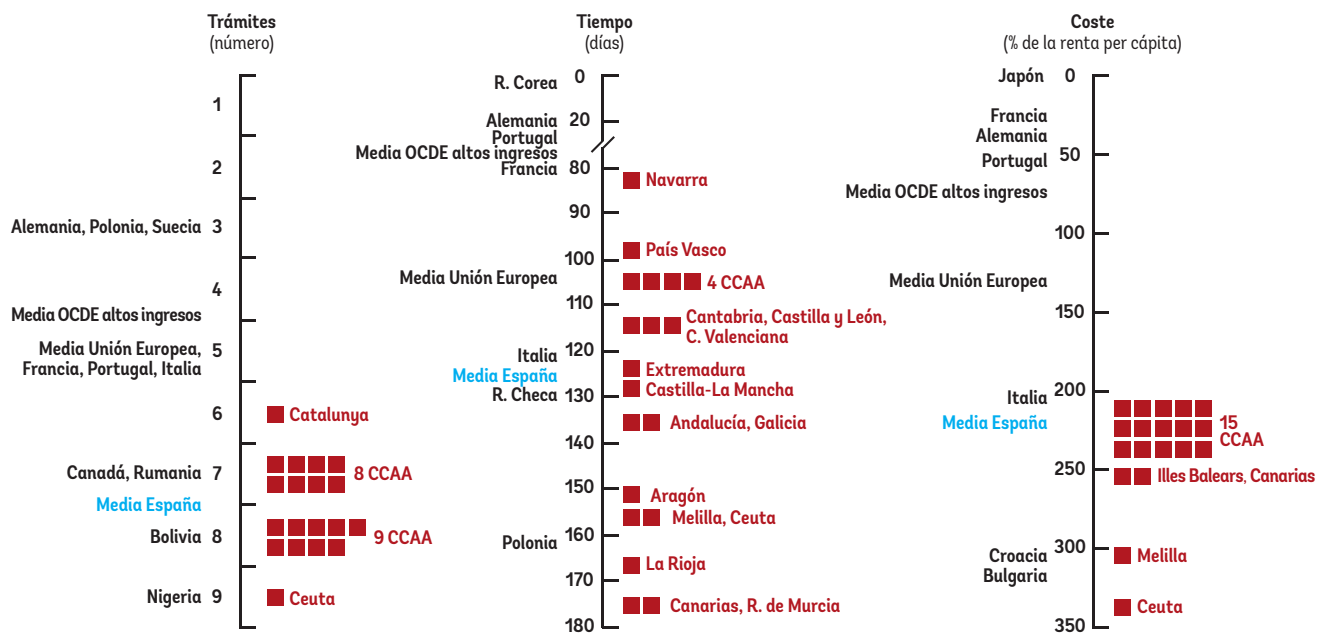 Trámites
(número)
1
2
Alemania, Polonia, Suecia 3
4
Media OCDE altos ingresos
Media Unión Europea,
Francia, Portugal, Italia
5
6
Catalunya
Canadá, Rumania 7
8 CCAA
Media España
Bolivia 8
9 CCAA
Nigeria 9
Ceuta
Tiempo
(días)
R. Corea
0
Alemania
20
Portugal
Media OCDE altos ingresos
Francia
80
Navarra
90
País Vasco
100
Media Unión Europea
4 CCAA
110
Cantabria, Castilla y León,
C. Valenciana
120
Italia
Media España
Extremadura
R. Checa
Castilla-La Mancha
130
Andalucía, Galicia
140
150
Aragón
Melilla, Ceuta
160
Polonia
La Rioja
170
Canarias, R. de Murcia
180
Coste
(% de la renta per cápita)
Japón
0
Francia
Alemania
50
Portugal
Media OCDE altos ingresos
100
Media Unión Europea
150
200
Italia
Media España
15
CCAA
250
Illes Balears, Canarias
300
Croacia
Bulgaria
Melilla
Ceuta
350